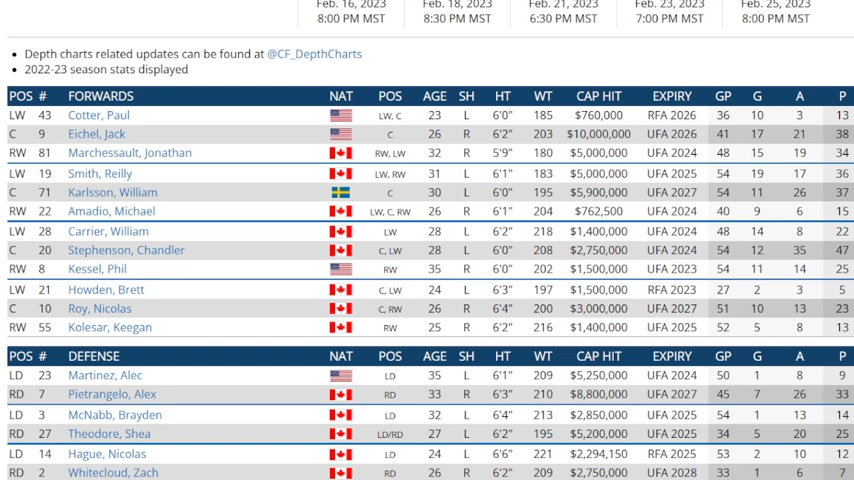 Feb. 16, 2023 Feb. 18, 2023 Feb. 21, 2023 Feb. 23, 2023 Feb. 25, 2023
8:00 PM MST 8:30 PM MST 6:30 PM MST 7:00 PM MST 8:00 PM MST
• Depth charts related updates can be found at @CF_DepthCharts
• 2022-23 season stats displayed
POS # FORWARDS NAT POS AGE SH HT WT CAP HIT EXPIRY GP G A P
LW 43 Cotter, Paul LW, C 23 L 6'0" 185 $760,000 RFA 2026 36 10 3 13
C 9 Eichel, Jack C 26 R 6'2" 203 $10,000,000 UFA 2026 41 17 21 38
RW 81 Marchessault, Jonathan RW, LW 32 R 5'9" 180 $5,000,000 UFA 2024 48 15 19 34
LW 19 Smith, Reilly LW, RW 31 L 6'1" 183 $5,000,000 UFA 2025 54 19 17 36
C 71 Karlsson, William C 30 L 6'0" 195 $5,900,000 UFA 2027 54 11 26 37
RW 22 Amadio, Michael LW, C, RW 26 R 6'1" 204 $762,500 UFA 2024 40 9 6 15
LW 28 Carrier, William LW 28 L 6'2" 218 $1,400,000 UFA 2024 48 14 8 22
C 20 Stephenson, Chandler C, LW 28 L 6'0" 208 $2,750,000 UFA 2024 54 12 35 47
RW 8 Kessel, Phil RW 35 R 6'0" 202 $1,500,000 UFA 2023 54 11 14 25
LW 21 Howden, Brett C, LW 24 L 6'3" 197 $1,500,000 RFA 2023 27 2 3 5
C 10 Roy, Nicolas C, RW 26 R 6'4" 200 $3,000,000 UFA 2027 51 10 13 23
RW 55 Kolesar, Keegan RW 25 R 6'2" 216 $1,400,000 UFA 2025 52 5 8 13
POS # DEFENSE NAT POS AGE SH HT WT CAP HIT EXPIRY GP G A P
LD 23 Martinez, Alec LD 35 L 6'1" 209 $5,250,000 UFA 2024 50 1 8 9
RD 7 Pietrangelo, Alex RD 33 R 6'3" 210 $8,800,000 UFA 2027 45 7 26 33
LD 3 McNabb, Brayden LD 32 L 6'4" 213 $2,850,000 UFA 2025 54 1 13 14
RD 27 Theodore, Shea LD/RD 27 L 6'2" 195 $5,200,000 UFA 2025 34 5 20 25
LD 14 Hague, Nicolas LD 24 L 6'6" 221 $2,294,150 RFA 2025 53 2 10 12
RD 2 Whitecloud, Zach RD 26 R 6'2" 209 $2,750,000 UFA 2028 33 1 6 7